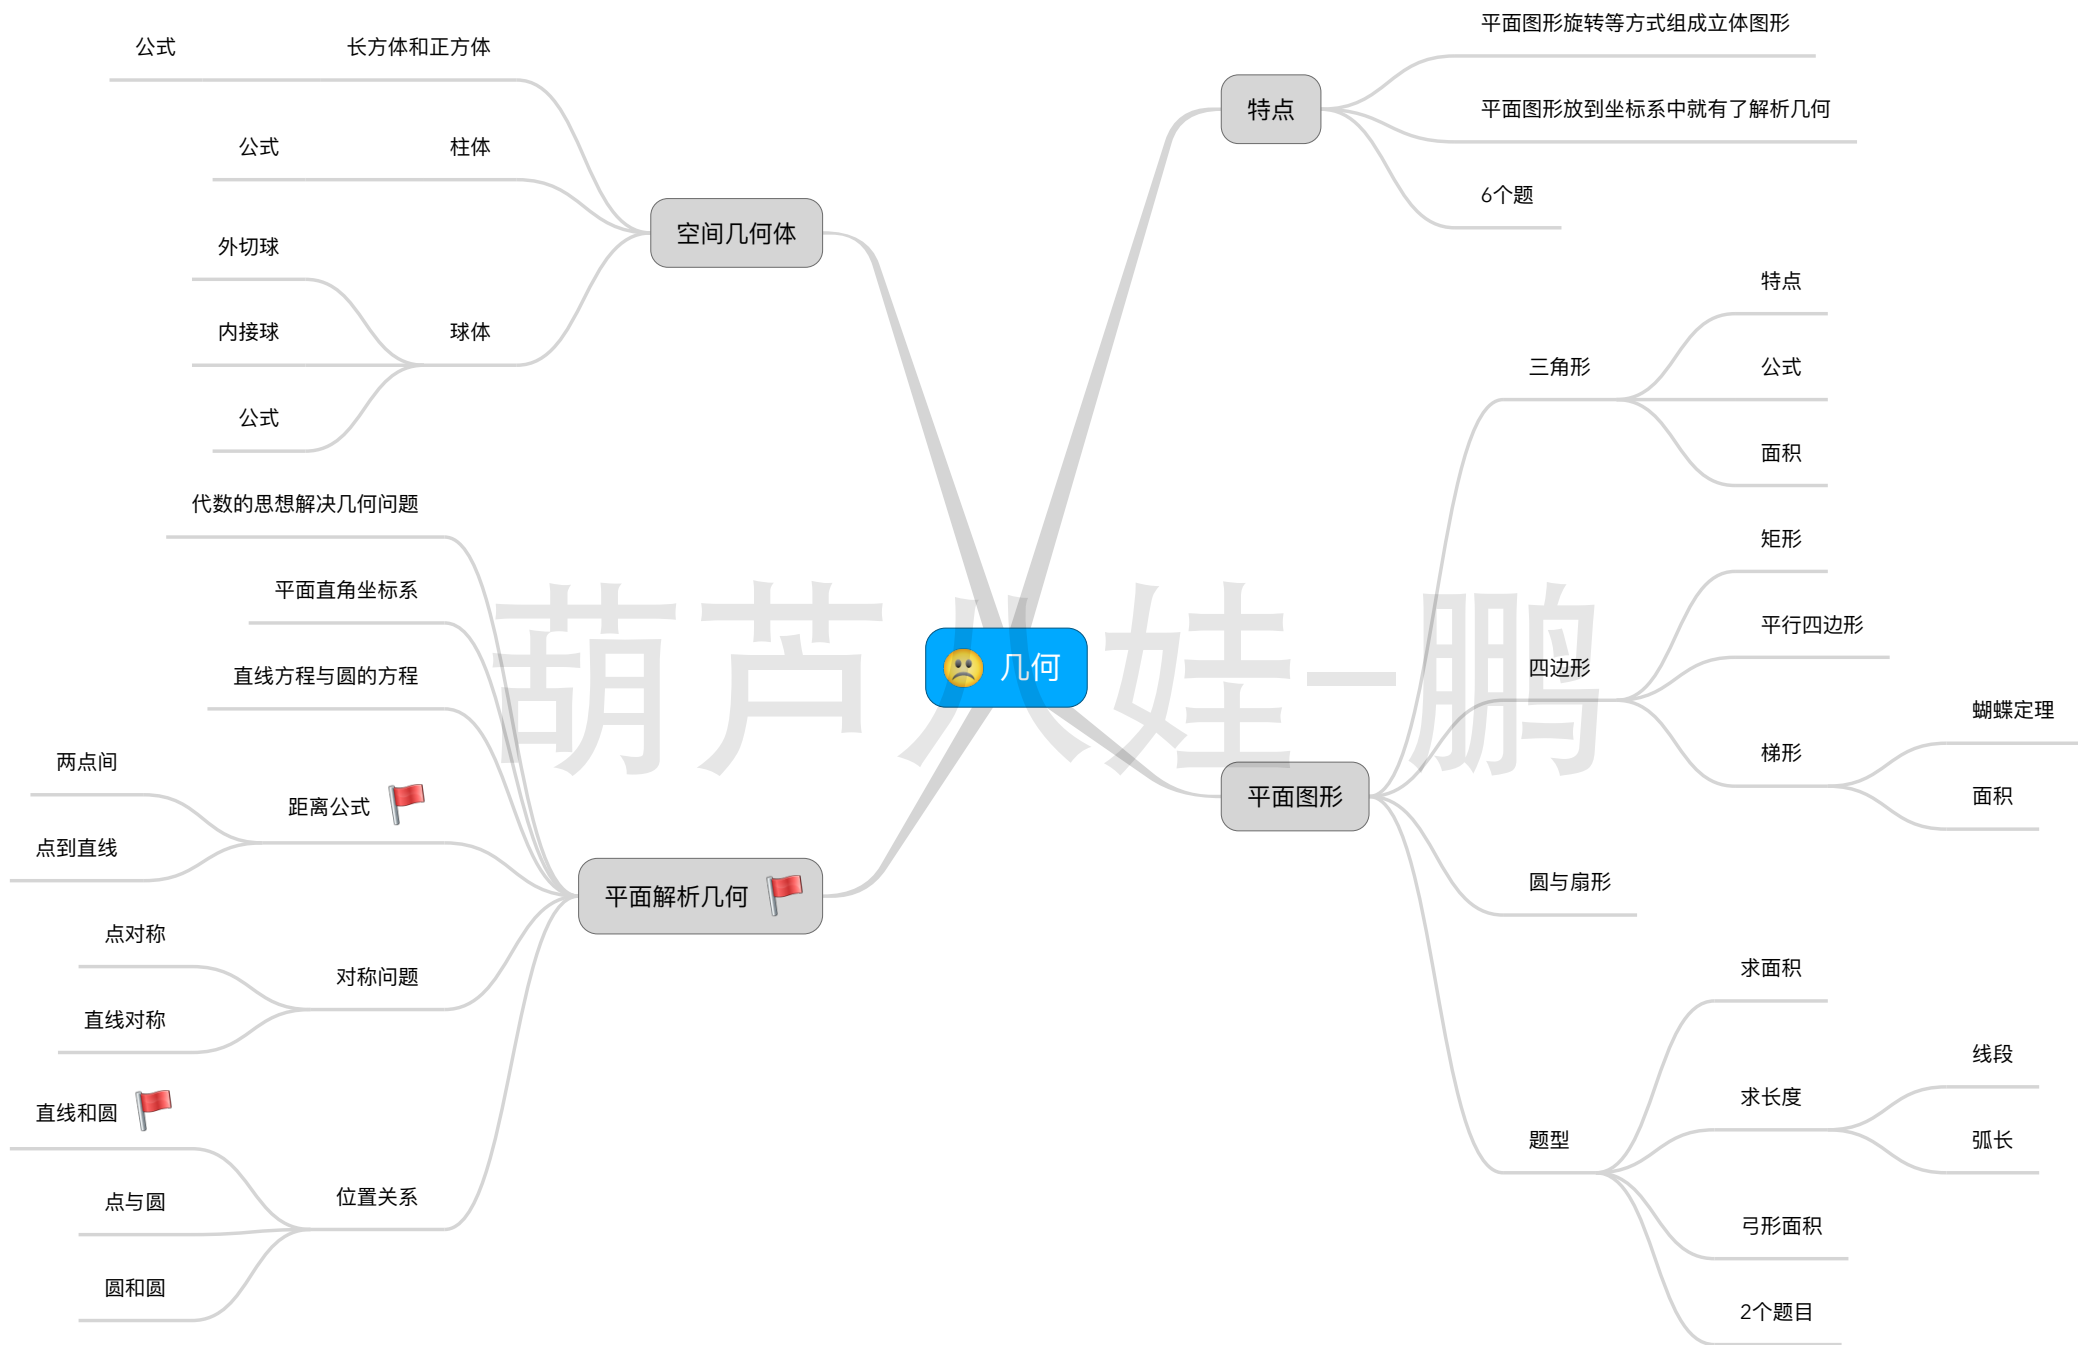 几何
特点
平面图形旋转等方式组成立体图形
平面图形放到坐标系中就有了解析几何
6个题
平面图形
三角形
特点
公式
面积
四边形
矩形
平行四边形
梯形
蝴蝶定理
面积
圆与扇形
题型
求面积
求长度
线段
弧长
弓形面积
2个题目
空间几何体
长方体和正方体
公式
柱体
公式
球体
外切球
内接球
公式
平面解析几何
代数的思想解决几何问题
平面直角坐标系
直线方程与圆的方程
距离公式
两点间
点到直线
对称问题
点对称
直线对称
位置关系
直线和圆
点与圆
圆和圆
葫芦八娃-鹏